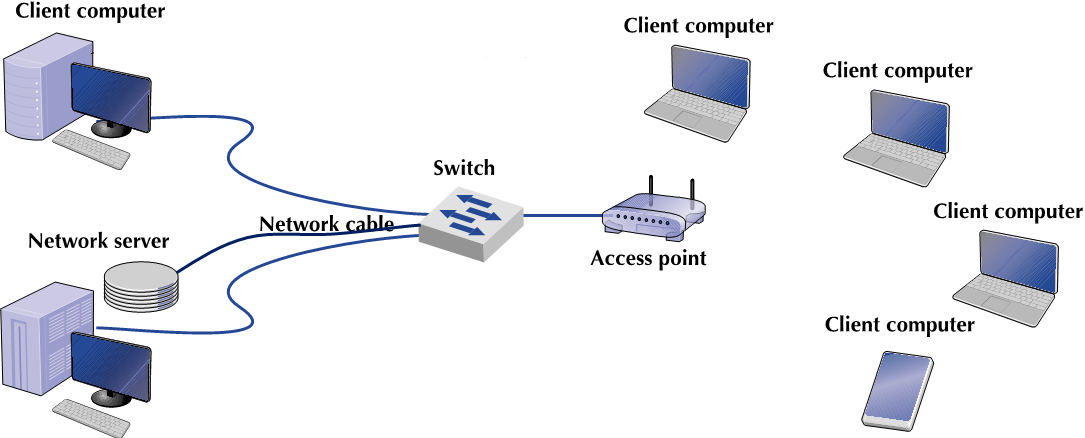 Client computer
Client computer
Client computer
Switch
Network cable
Client computer
Network server
Access point
Client computer